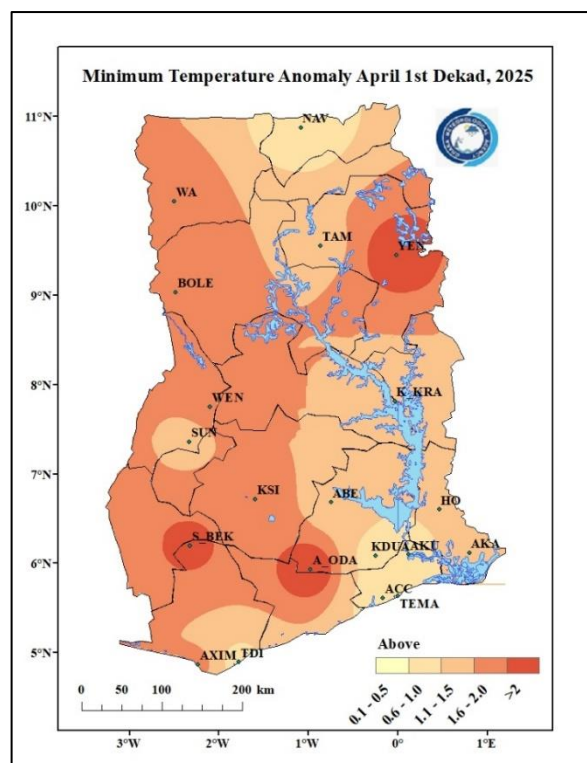 Minimum Temperature Anomaly April 1st Dekad, 2025
11°N
NAV
10°N
WA
TAM
YEN
9°N
BOLE
8°N
K_KRA
WEN
SUN
7°N
KSI
ABE
HO
S_BEK
6°N
KDUA
AKU
AKA
A_ODA
ACC
TEMA
5°N
AXIM
TDI
Above
0.1 - 0.5
0.6 - 1.0
1.1 - 1.5
1.6 - 2.0
>2
0 50 100 150 200 km
3°W 2°W 1°W 0° 1°E